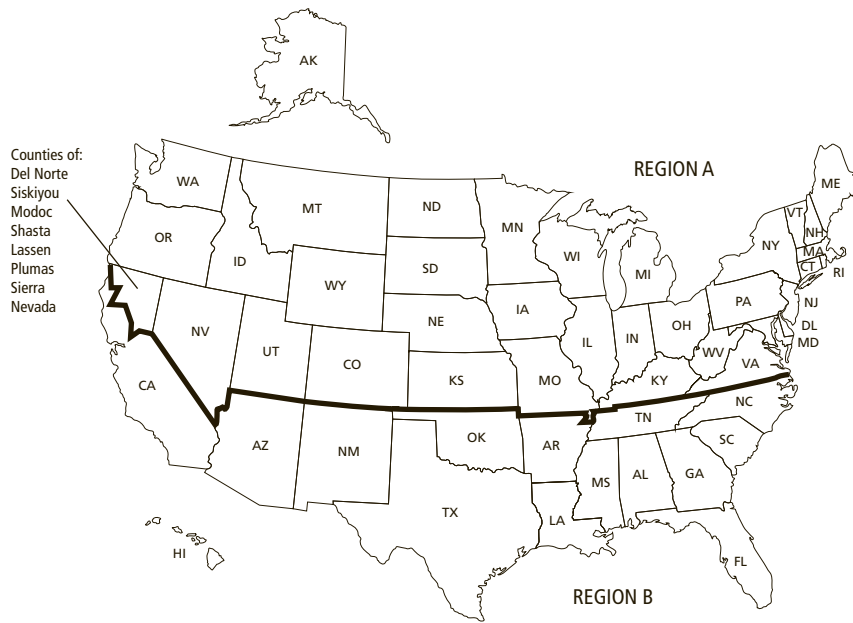 AK
Counties of:
Del Norte
Siskiyou
Modoc
Shasta
Lassen
Plumas
Sierra
Nevada
REGION A
WA
MT
ND
MN
ME
VT
NH
OR
ID
SD
WI
MI
NY
MA
CT
RI
WY
IA
PA
NJ
NV
NE
IL
IN
OH
DL
MD
UT
CO
KS
MO
WV
VA
KY
CA
NC
TN
AZ
NM
OK
AR
SC
MS
AL
GA
TX
LA
HI
FL
REGION B